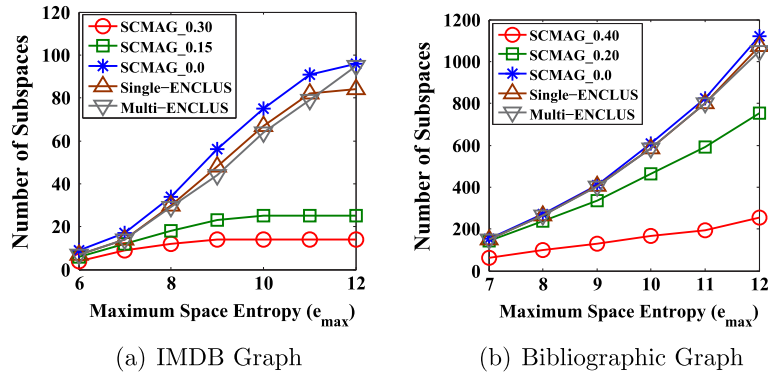 120
100
80
60
40
20
0
Number of Subspaces
SCMAG_0.30
SCMAG_0.15
SCMAG_0.0
Single-ENCLUS
Multi-ENCLUS
6
8
10
12
Maximum Space Entropy (e_max)
(a) IMDB Graph
1200
1000
800
600
400
200
0
Number of Subspaces
SCMAG_0.40
SCMAG_0.20
SCMAG_0.0
Single-ENCLUS
Multi-ENCLUS
7
8
9
10
11
12
Maximum Space Entropy (e_max)
(b) Bibliographic Graph